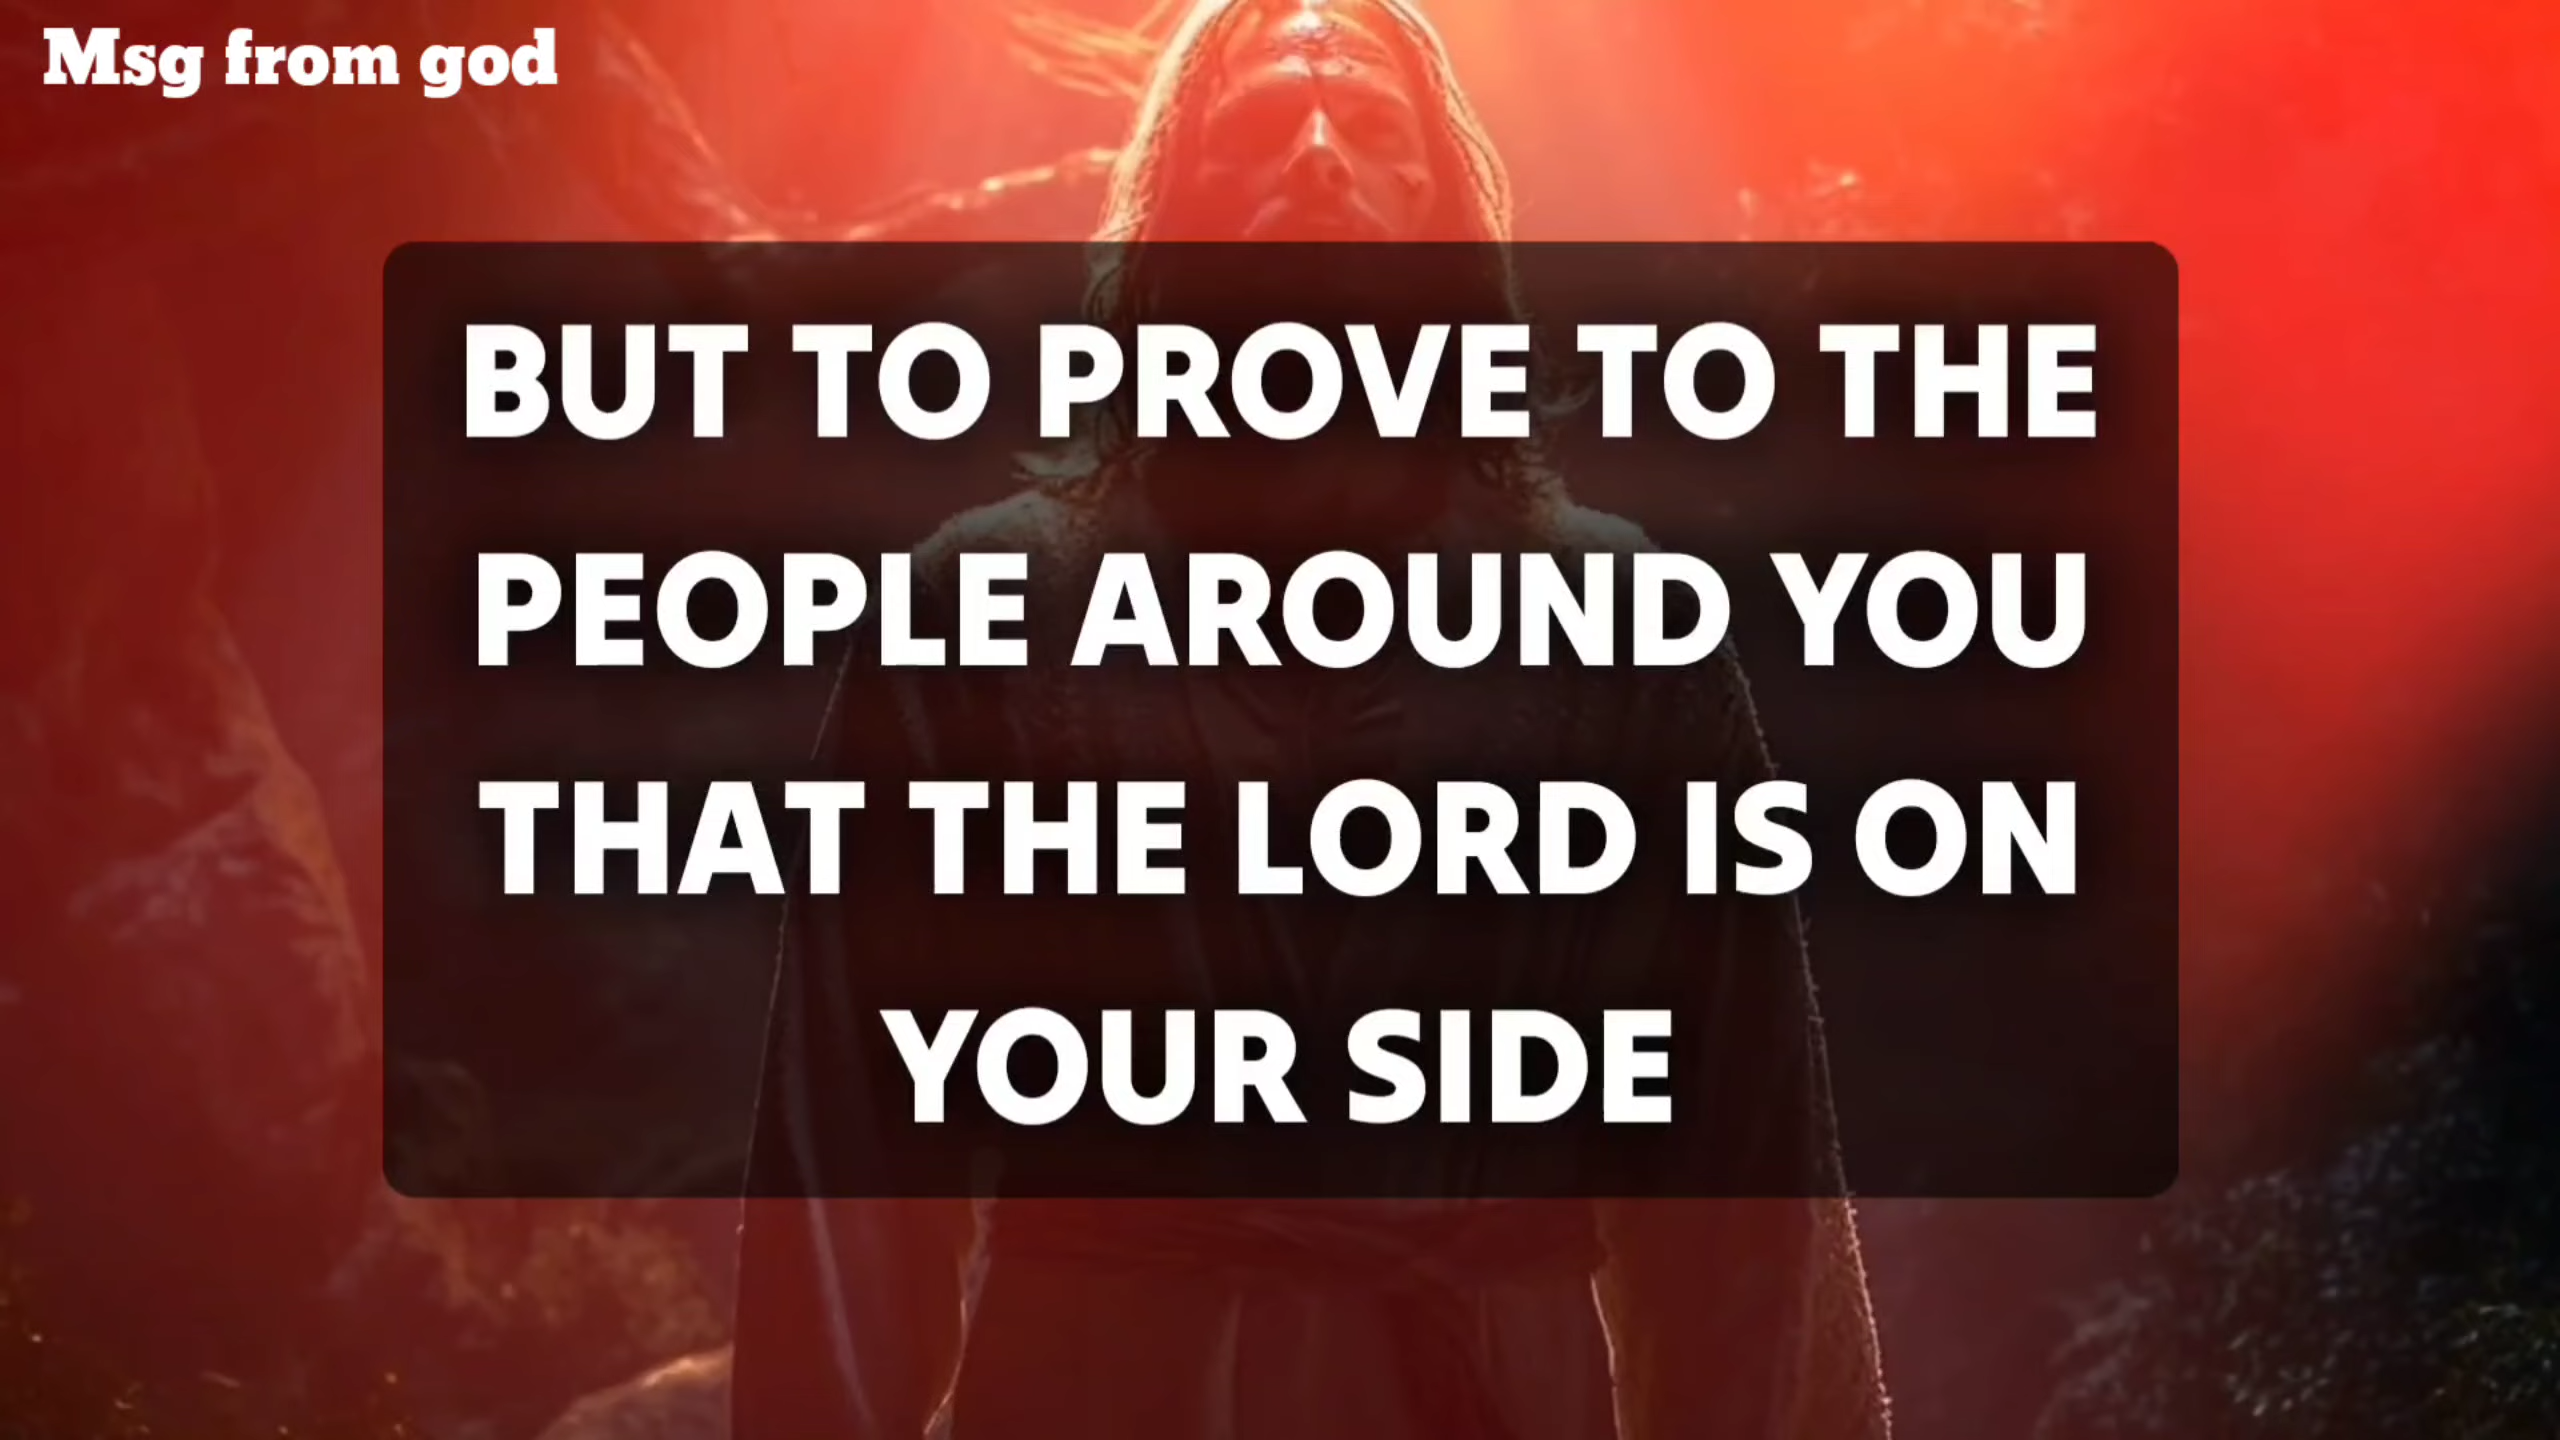 Msg from god
BUT TO PROVE TO THE
PEOPLE AROUND YOU
THAT THE LORD IS ON
YOUR SIDE